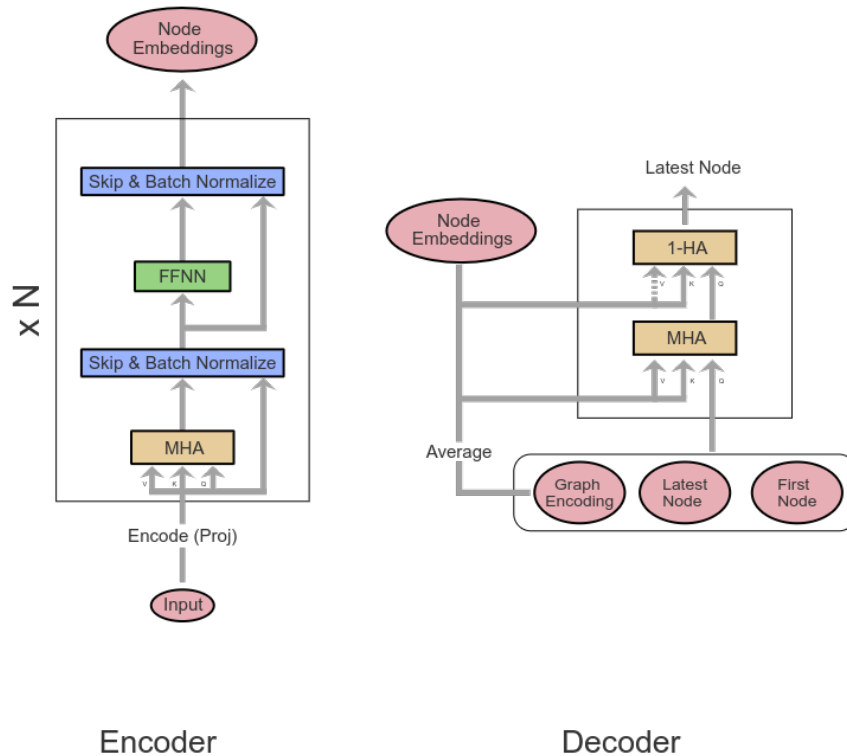 Node
Embeddings
Skip & Batch Normalize
FFNN
x N
Skip & Batch Normalize
MHA
V K Q
Encode (Proj)
Input
Encoder
Latest Node
Node
Embeddings
1-HA
V K Q
MHA
V K Q
Average
Graph
Encoding
Latest
Node
First
Node
Decoder